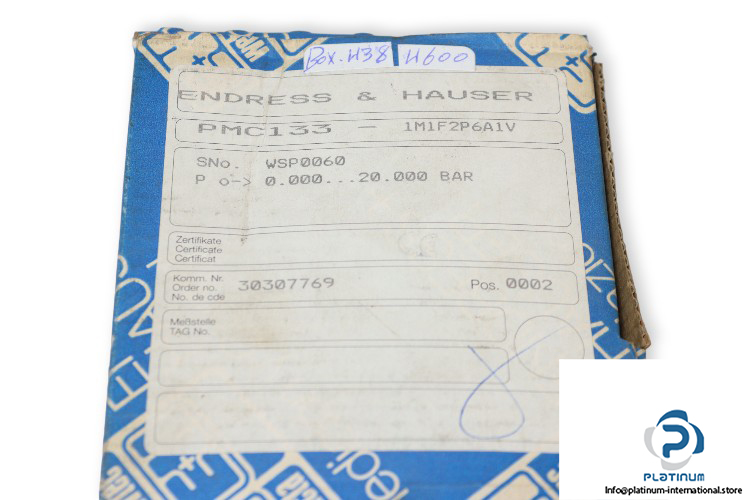 Box.H38 H600
ENDRESS & HAUSER
PMC133 - 1M1F2P6A1V
SNo. WSP0060
P o-> 0.000...20.000 BAR
Zertifikate
Certificate
Certificat
Komm. Nr.
Order no. 30307769 Pos. 0002
No. de cde
Meßstelle
TAG No.
PLATINUM
Info@platinum-international.store